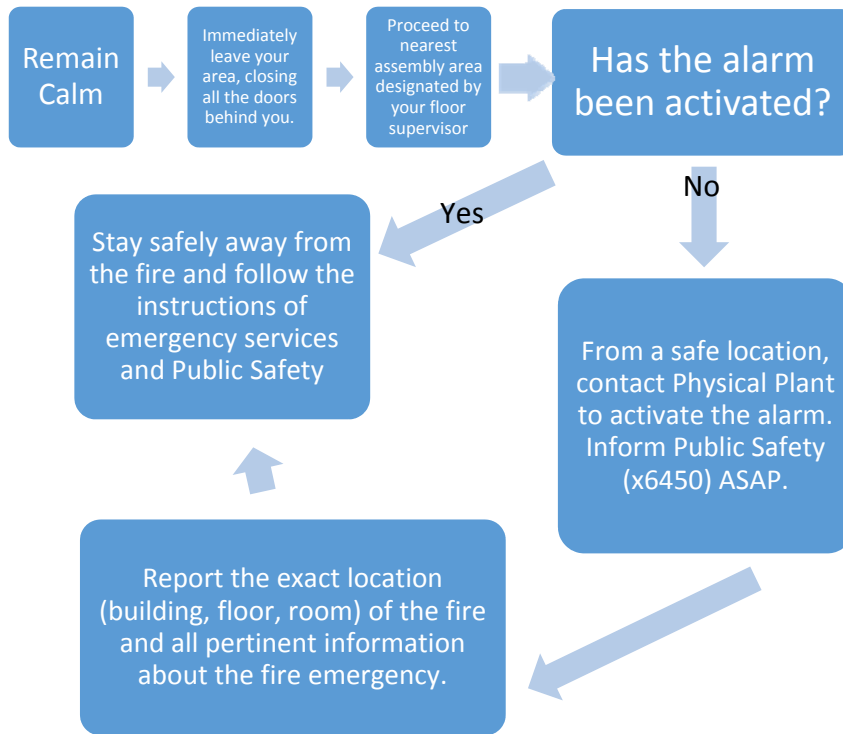 Remain
Calm
Immediately
leave your
area, closing
all the doors
behind you.
Proceed to
nearest
assembly area
designated by
your floor
supervisor
Has the alarm
been activated?
Yes
No
Stay safely away from
the fire and follow the
instructions of
emergency services
and Public Safety
From a safe location,
contact Physical Plant
to activate the alarm.
Inform Public Safety
(x6450) ASAP.
Report the exact location
(building, floor, room) of the fire
and all pertinent information
about the fire emergency.